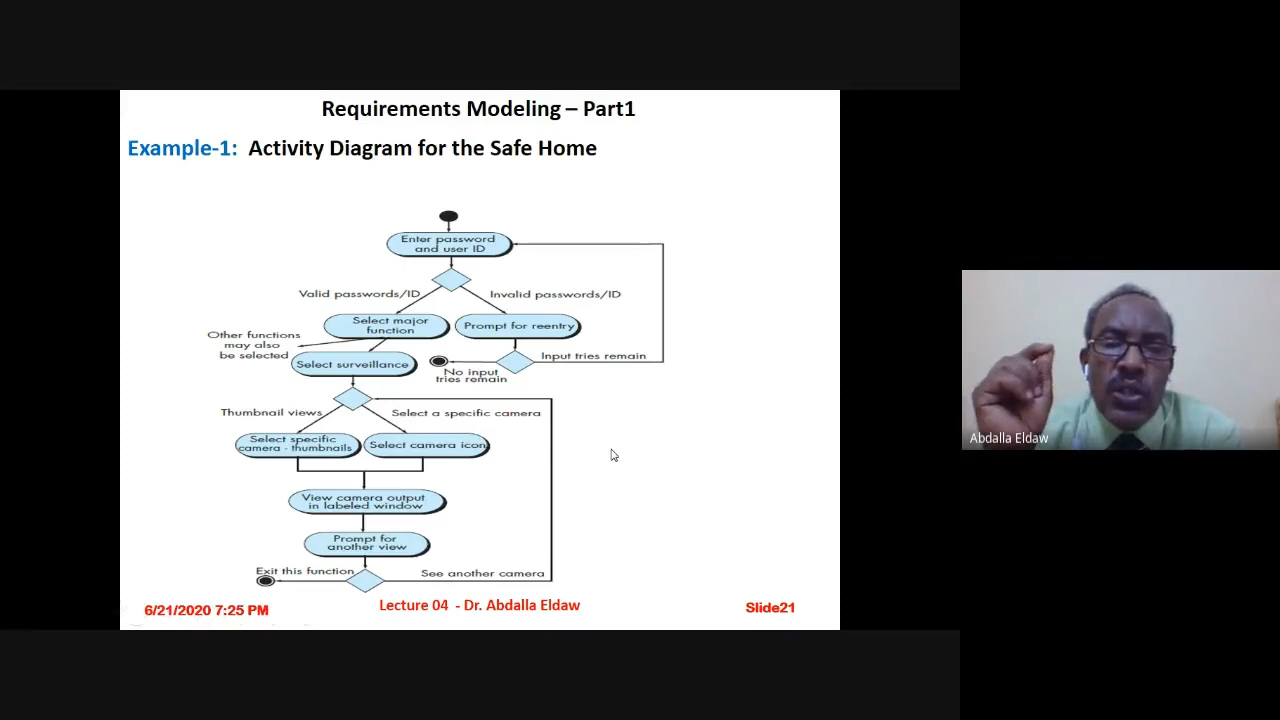 Requirements Modeling – Part1
Example-1: Activity Diagram for the Safe Home
Enter password
and user ID
Valid passwords/ID
Invalid passwords/ID
Select major
function
Prompt for reentry
Other functions
may also
be selected
Input tries remain
Select surveillance
No input
tries remain
Thumbnail views
Select a specific camera
Select specific
camera - thumbnails
Select camera icon
View camera output
in labeled window
Prompt for
another view
Exit this function
See another camera
6/21/2020 7:25 PM
Lecture 04 - Dr. Abdalla Eldaw
Slide21
Abdalla Eldaw